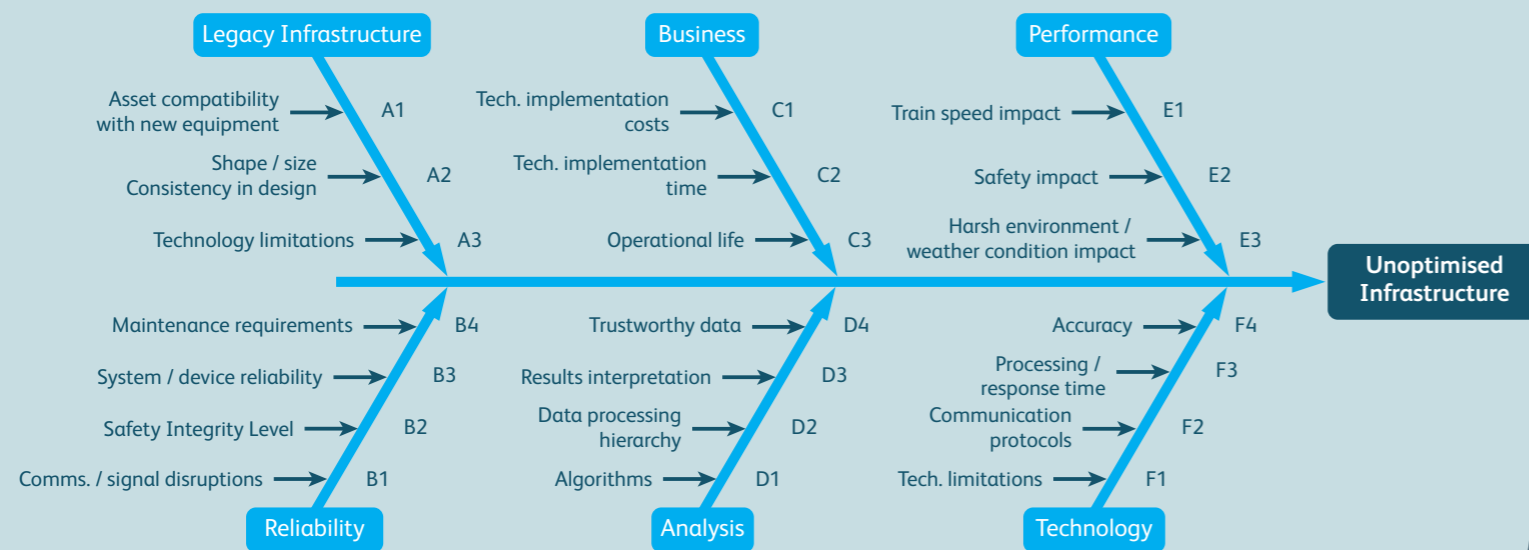 Legacy Infrastructure
Business
Performance
Asset compatibility
with new equipment
A1
Shape / size
Consistency in design
A2
Technology limitations
A3
Tech. implementation
costs
C1
Tech. implementation
time
C2
Operational life
C3
Train speed impact
E1
Safety impact
E2
Harsh environment /
weather condition impact
E3
Unoptimised
Infrastructure
Maintenance requirements
B4
System / device reliability
B3
Safety Integrity Level
B2
Comms. / signal disruptions
B1
Trustworthy data
D4
Results interpretation
D3
Data processing
hierarchy
D2
Algorithms
D1
Accuracy
F4
Processing /
response time
F3
Communication
protocols
F2
Tech. limitations
F1
Reliability
Analysis
Technology